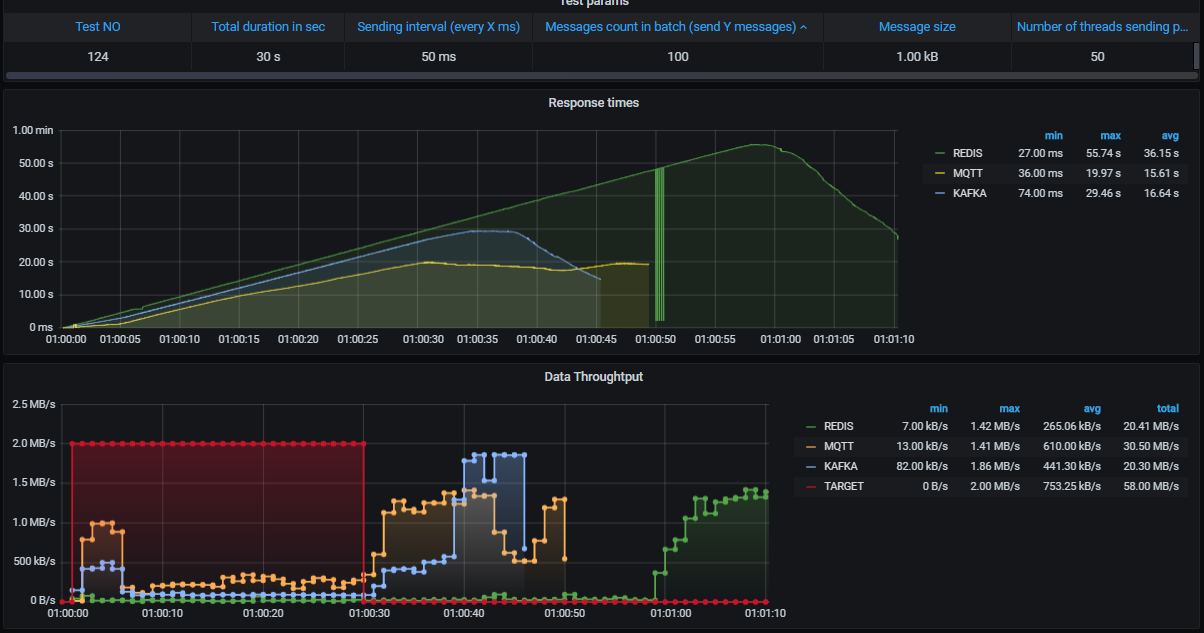 Test params
Test NO Total duration in sec Sending interval (every X ms) Messages count in batch (send Y messages) Message size Number of threads sending p...
124 30 s 50 ms 100 1.00 kB 50
Response times
1.00 min
50.00 s
40.00 s
30.00 s
20.00 s
10.00 s
0 ms
01:00:00 01:00:05 01:00:10 01:00:15 01:00:20 01:00:25 01:00:30 01:00:35 01:00:40 01:00:45 01:00:50 01:00:55 01:01:00 01:01:05 01:01:10
min max avg
REDIS 27.00 ms 55.74 s 36.15 s
MQTT 36.00 ms 19.97 s 15.61 s
KAFKA 74.00 ms 29.46 s 16.64 s
Data Throughtput
2.5 MB/s
2.0 MB/s
1.5 MB/s
1.0 MB/s
500 kB/s
0 B/s
01:00:00 01:00:10 01:00:20 01:00:30 01:00:40 01:00:50 01:01:00 01:01:10
min max avg total
REDIS 7.00 kB/s 1.42 MB/s 265.06 kB/s 20.41 MB/s
MQTT 13.00 kB/s 1.41 MB/s 610.00 kB/s 30.50 MB/s
KAFKA 82.00 kB/s 1.86 MB/s 441.30 kB/s 20.30 MB/s
TARGET 0 B/s 2.00 MB/s 753.25 kB/s 58.00 MB/s